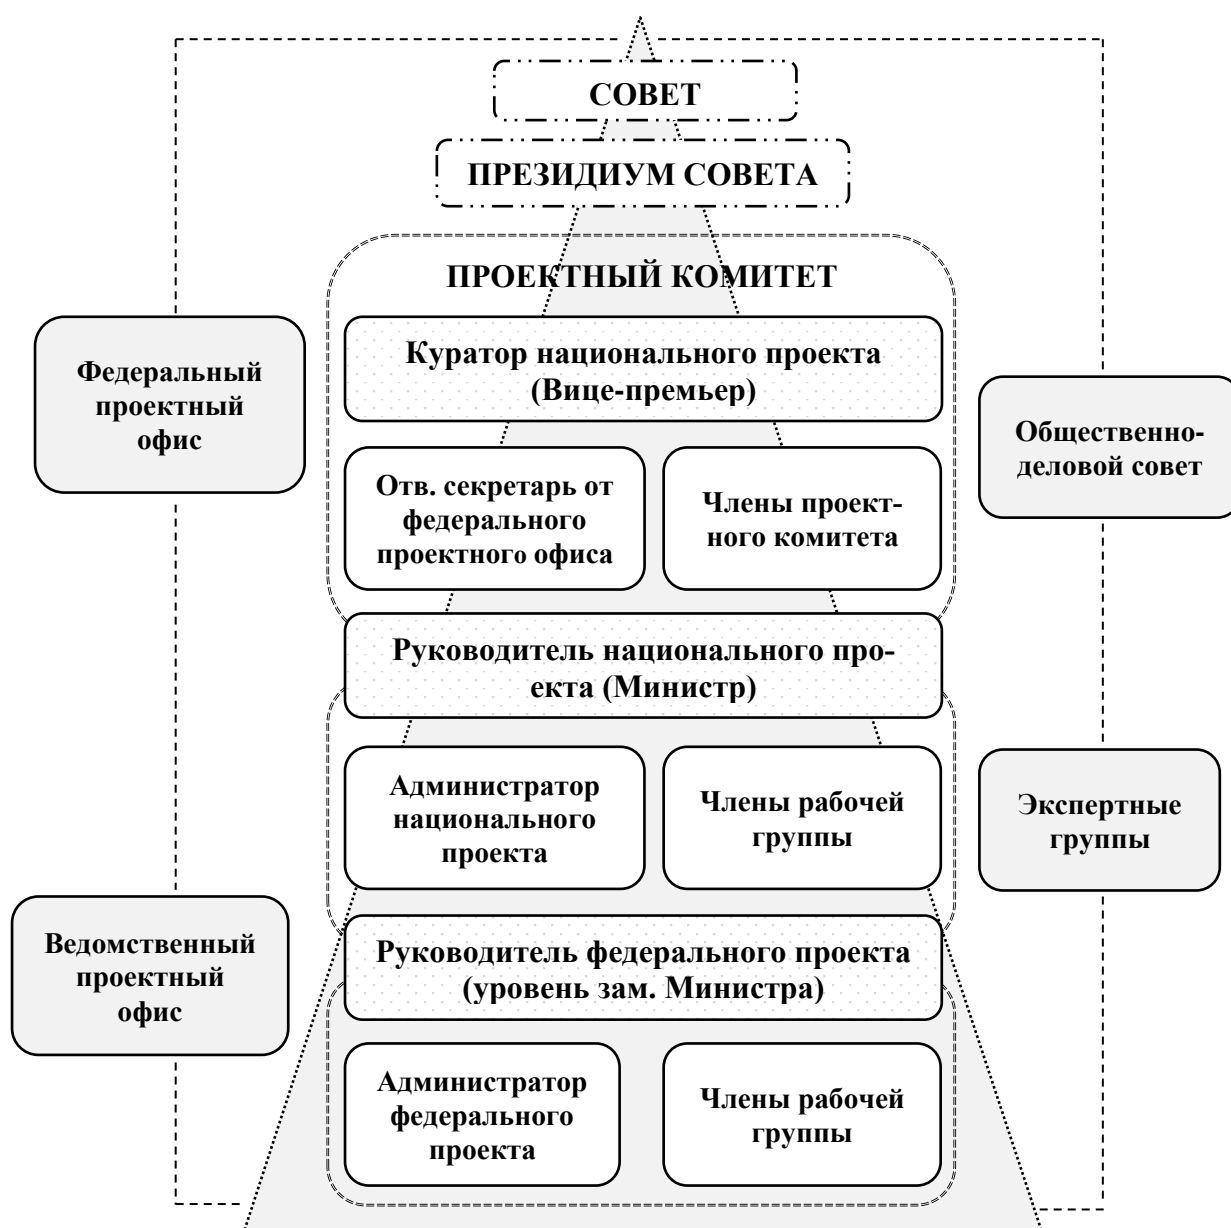 СОВЕТ
ПРЕЗИДИУМ СОВЕТА
ПРОЕКТНЫЙ КОМИТЕТ
Куратор национального проекта
(Вице-премьер)
Федеральный
проектный
офис
Общественно-
деловой совет
Отв. секретарь от
федерального
проектного офиса
Члены проект-
ного комитета
Руководитель национального про-
екта (Министр)
Администратор
национального
проекта
Члены рабочей
группы
Экспертные
группы
Ведомственный
проектный
офис
Руководитель федерального проекта
(уровень зам. Министра)
Администратор
федерального
проекта
Члены рабочей
группы